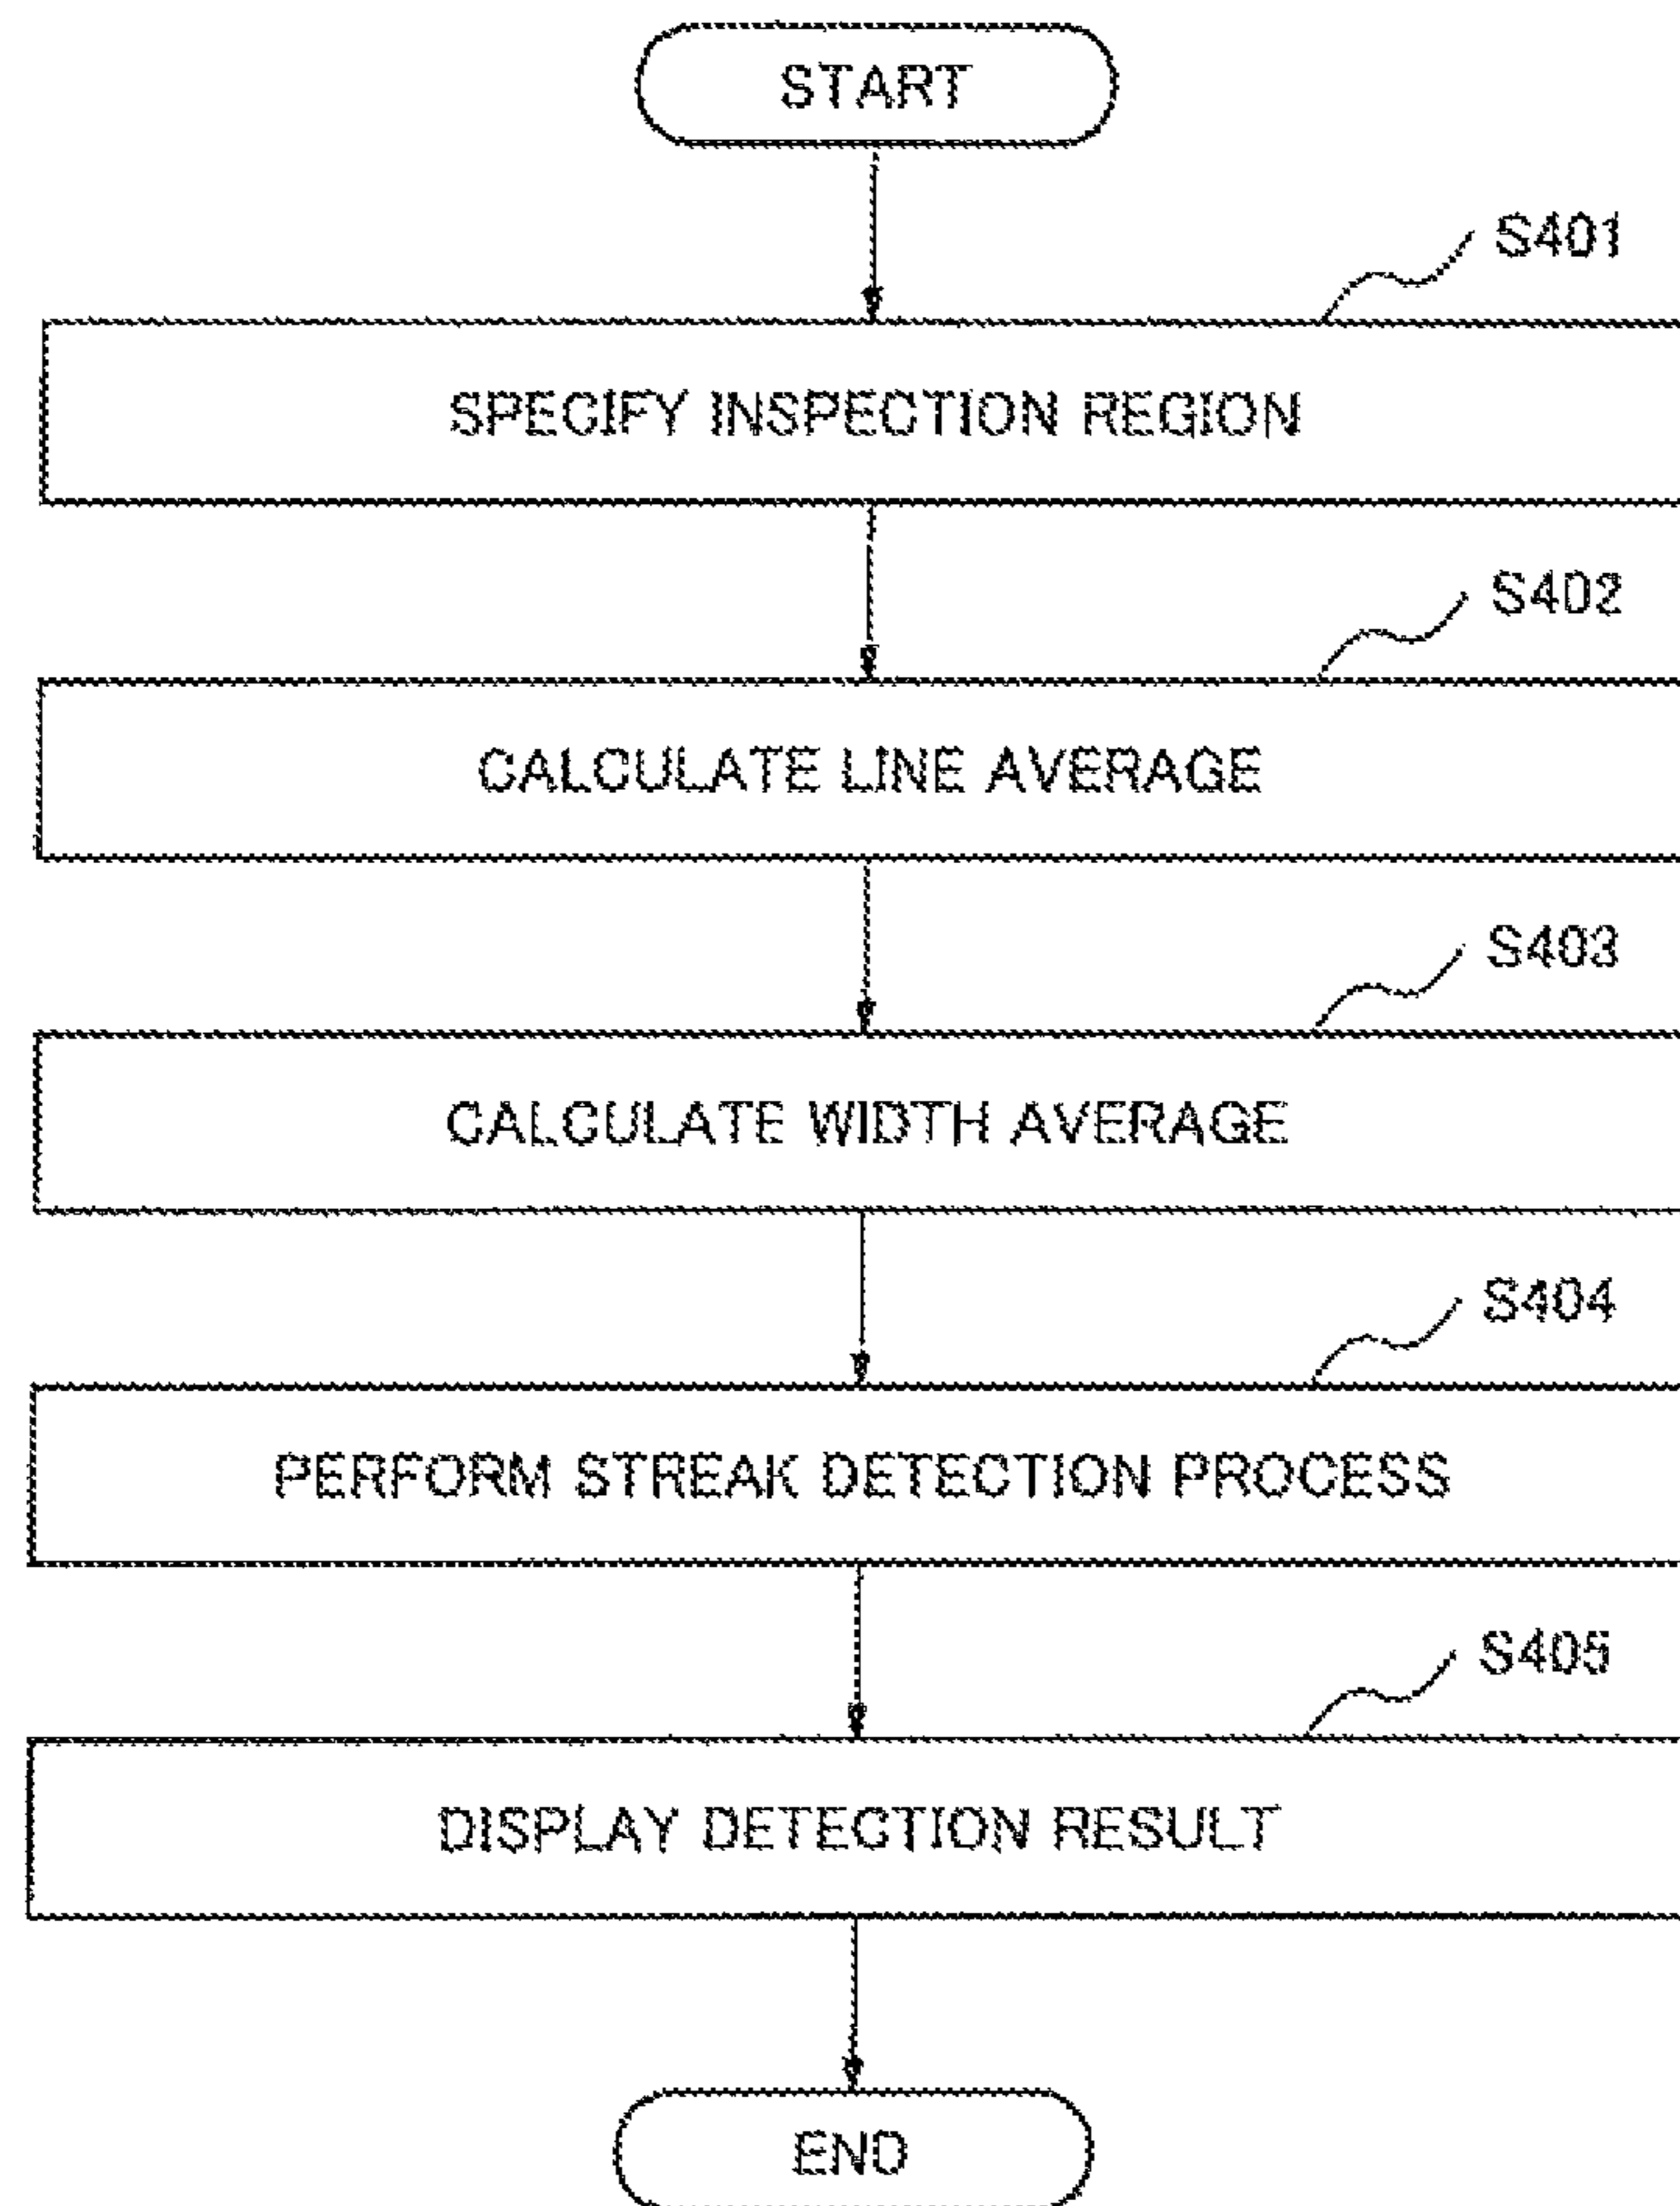 START
S401
SPECIFY INSPECTION REGION
S402
CALCULATE LINE AVERAGE
S403
CALCULATE WIDTH AVERAGE
S404
PERFORM STREAK DETECTION PROCESS
S405
DISPLAY DETECTION RESULT
END